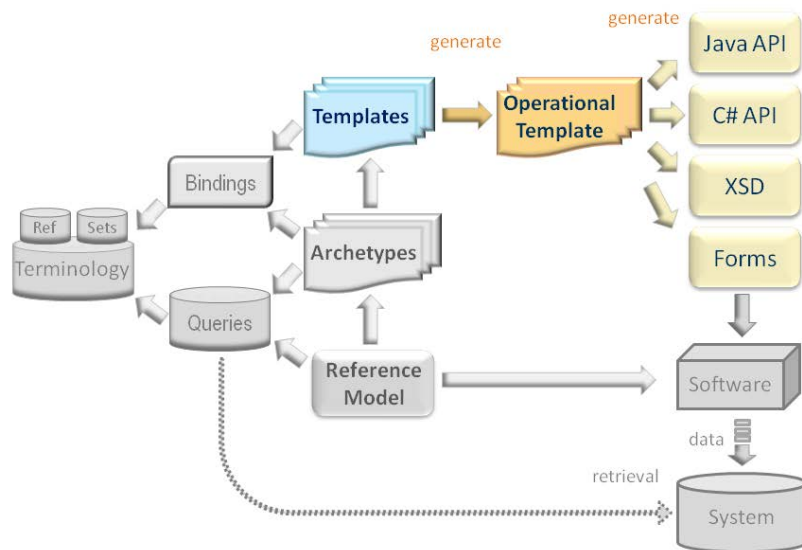 generate
generate
Java API
Templates
Operational
Template
C# API
Bindings
XSD
Ref
Sets
Terminology
Archetypes
Forms
Queries
Reference
Model
Software
data
retrieval
System